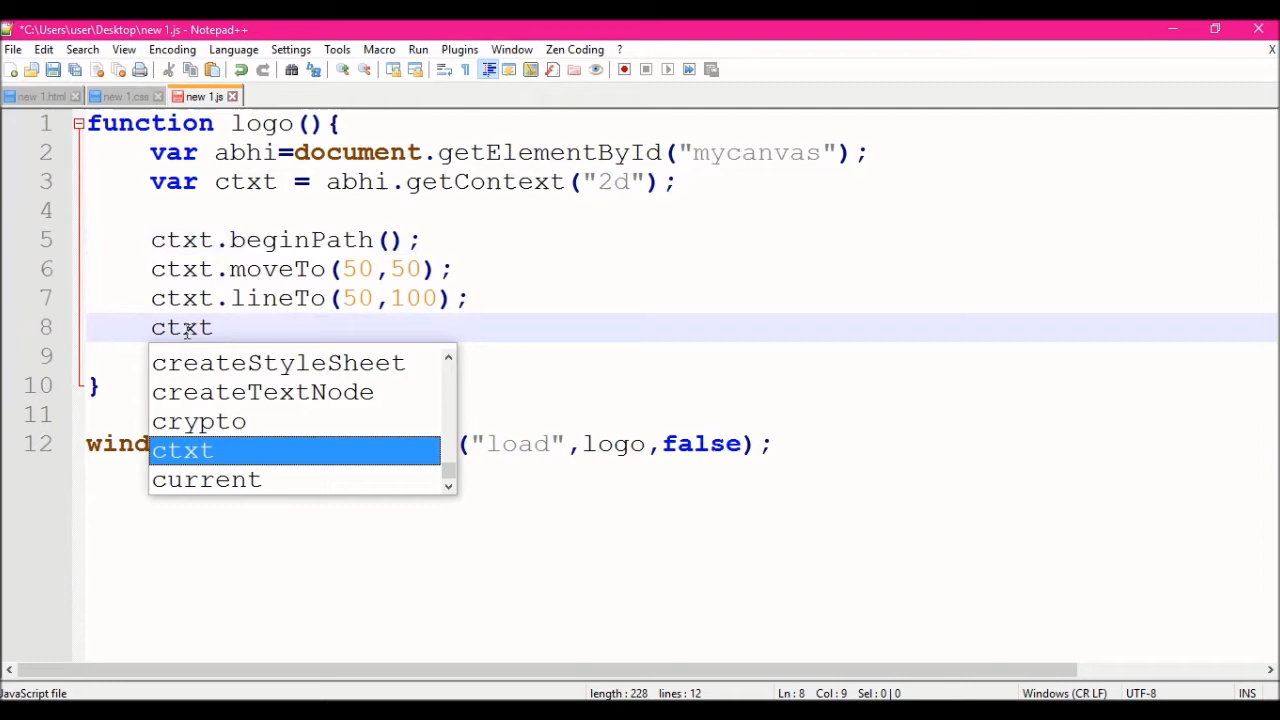 *C:\Users\user\Desktop\new 1.js - Notepad++
File Edit Search View Encoding Language Settings Tools Macro Run Plugins Window Zen Coding ? X
new 1.html new 1.css new 1.js
1 function logo(){
2 var abhi=document.getElementById("mycanvas");
3 var ctxt = abhi.getContext("2d");
4
5 ctxt.beginPath();
6 ctxt.moveTo(50,50);
7 ctxt.lineTo(50,100);
8 ctxt
9
createStyleSheet
createTextNode
crypto
ctxt
current
10 }
11
12 wind ("load",logo,false);
JavaScript file length : 228 lines : 12 Ln : 8 Col : 9 Sel : 0 | 0 Windows (CR LF) UTF-8 INS